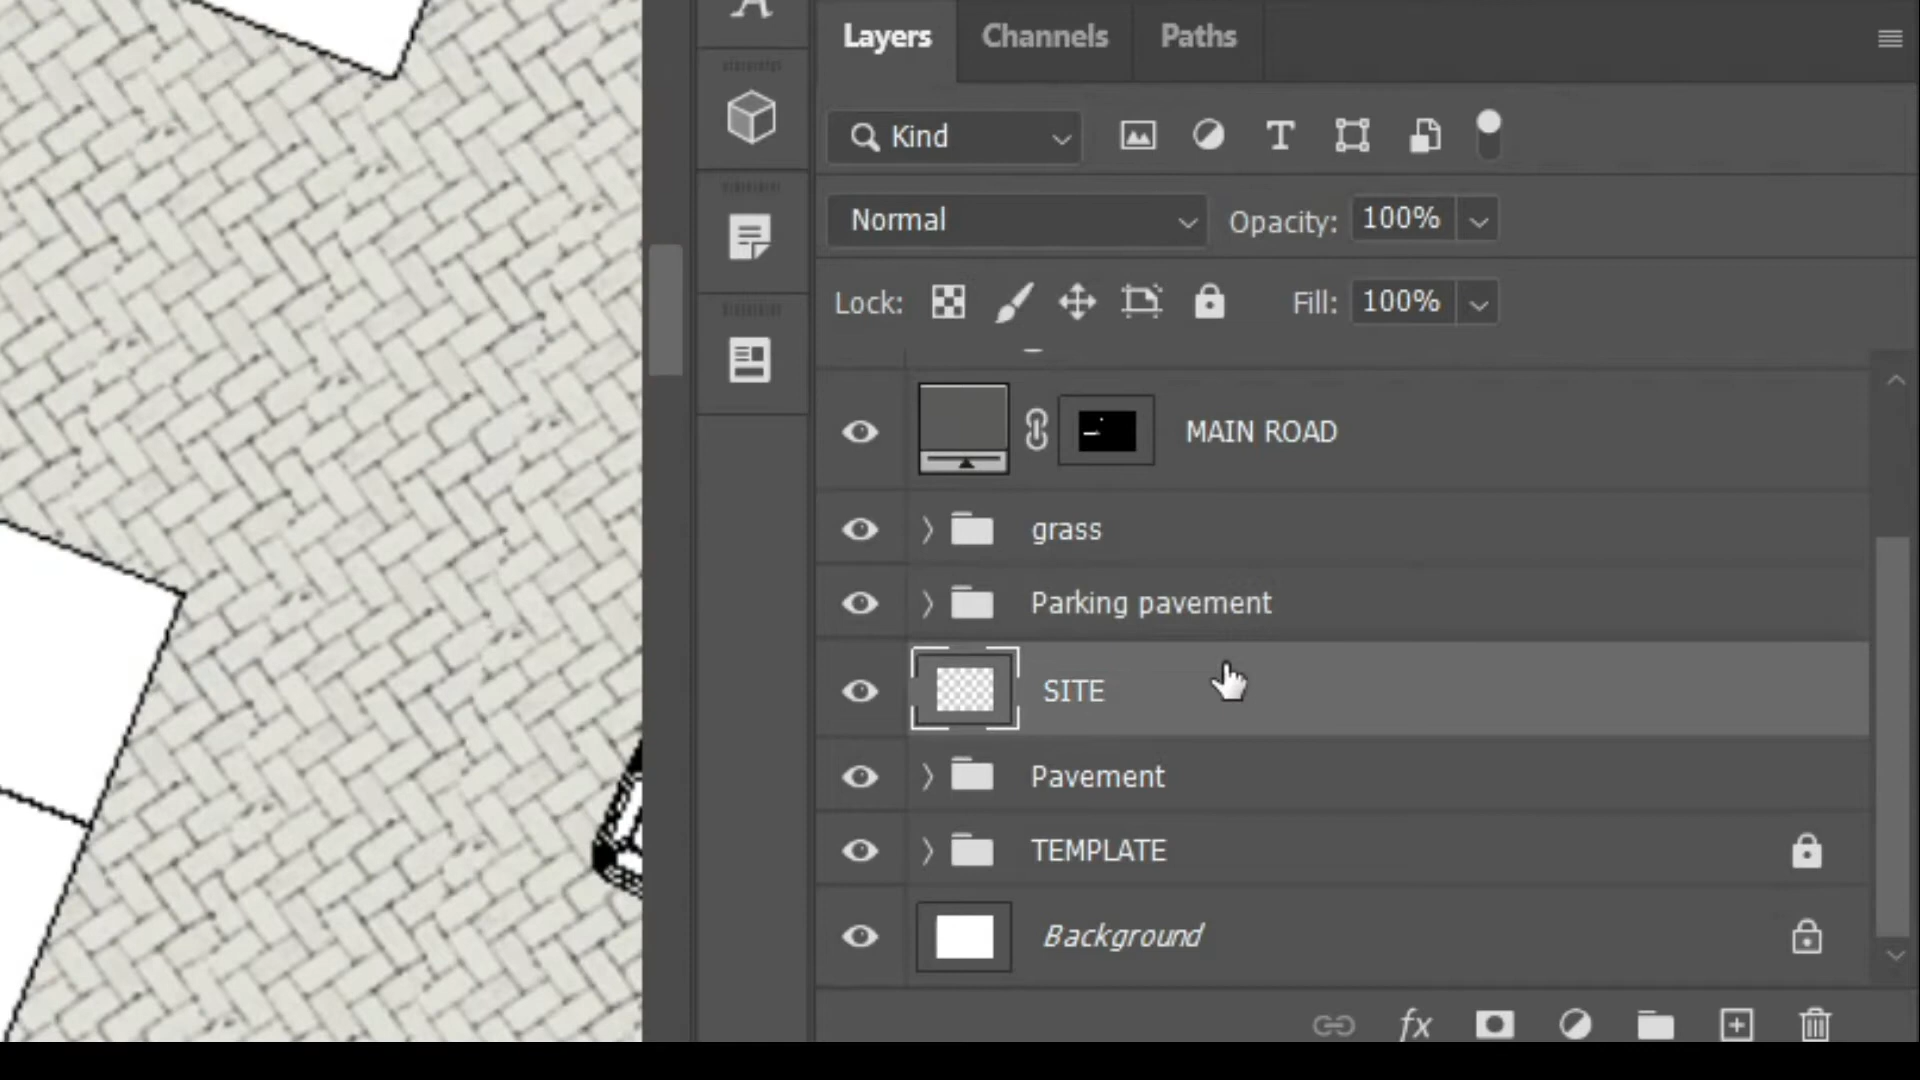 Layers Channels Paths
Kind
Normal Opacity: 100%
Lock: Fill: 100%
MAIN ROAD
grass
Parking pavement
SITE
Pavement
TEMPLATE
Background
fx